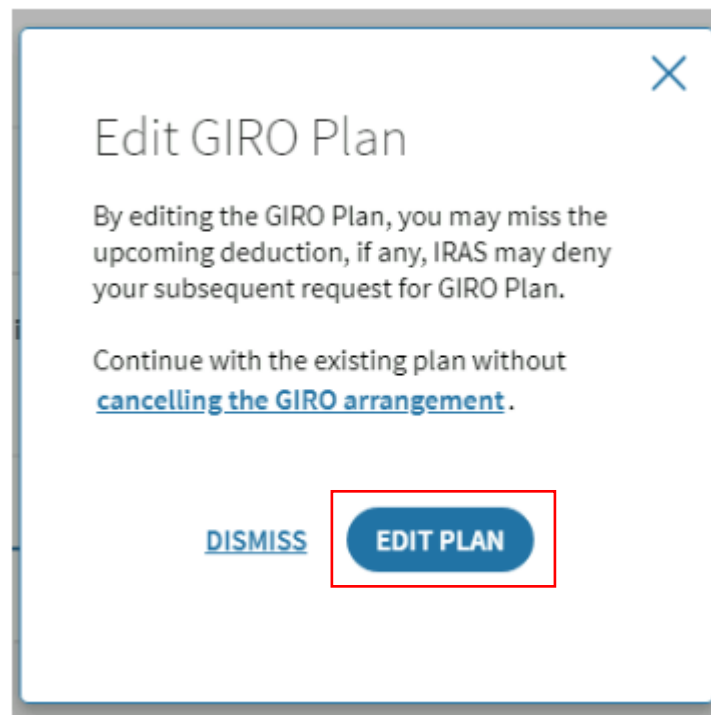 Edit GIRO Plan
By editing the GIRO Plan, you may miss the
upcoming deduction, if any, IRAS may deny
your subsequent request for GIRO Plan.
Continue with the existing plan without
cancelling the GIRO arrangement.
DISMISS EDIT PLAN